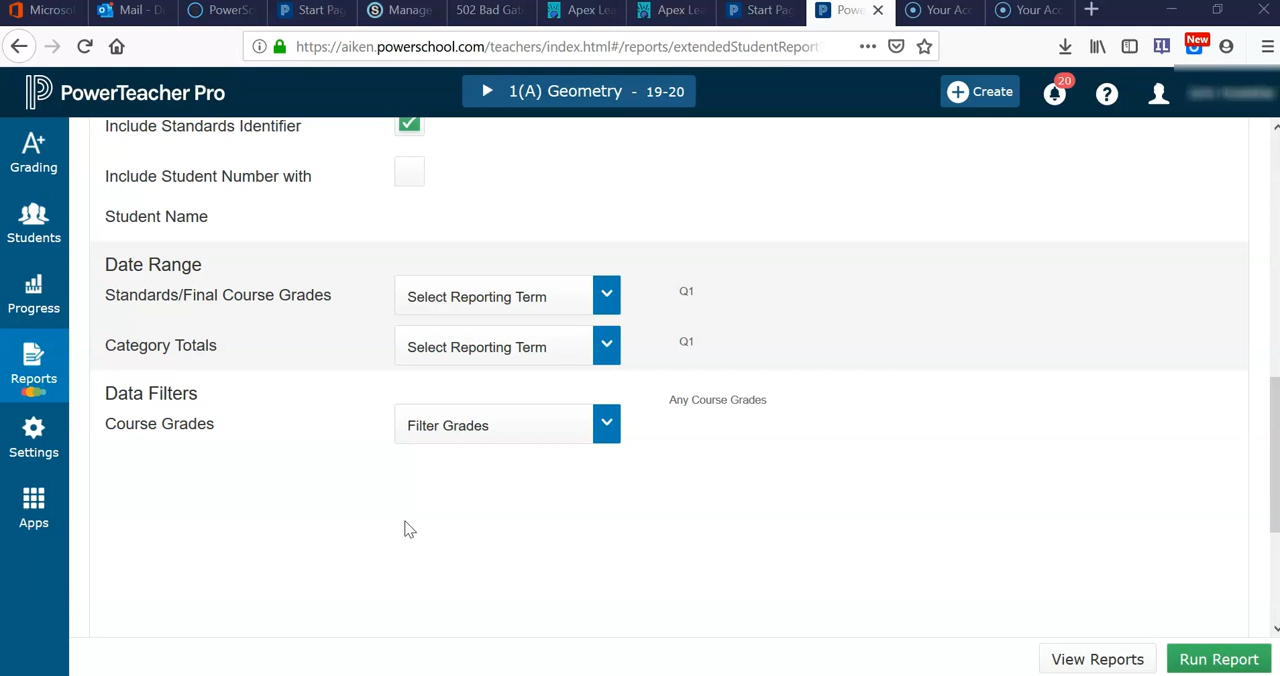 Microso
Mail - D
PowerSc
Start Pag
S Manage
502 Bad Gat
Apex Lea
Apex Lea
Start Pag
Powe
Your Acc
Your Acc
https://aiken.powerschool.com/teachers/index.html#/reports/extendedStudentReport
New
PowerTeacher Pro
1(A) Geometry - 19-20
Create
20
A+
Grading
Students
Progress
Reports
Settings
Apps
Include Standards Identifier
Include Student Number with
Student Name
Date Range
Standards/Final Course Grades
Select Reporting Term
Q1
Category Totals
Select Reporting Term
Q1
Data Filters
Any Course Grades
Course Grades
Filter Grades
View Reports
Run Report